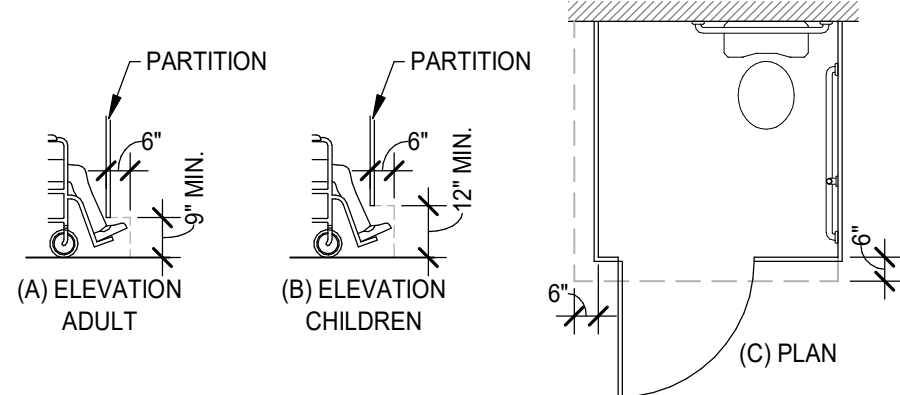 PARTITION
6"
9" MIN.
(A) ELEVATION
ADULT
PARTITION
6"
12" MIN.
(B) ELEVATION
CHILDREN
6"
6"
(C) PLAN